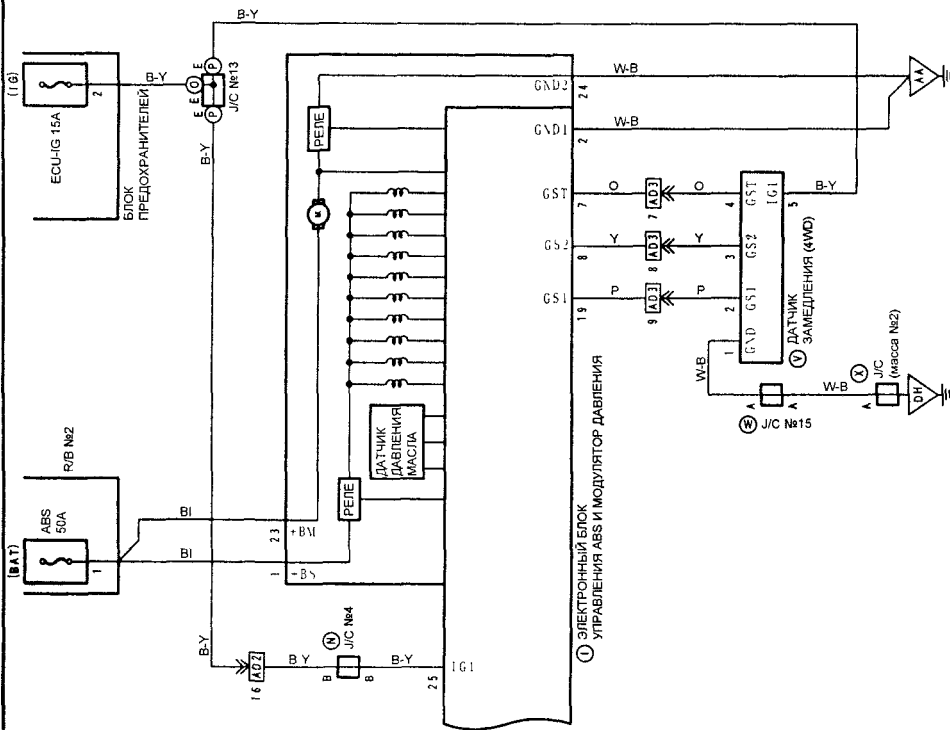 B-Y
(IG)
ECU-IG 15A
2
БЛОК
ПРЕДОХРАНИТЕЛЕЙ
B-Y
E
P
E
O
E
P
J/C №13
B-Y
(BAT)
ABS
50A
1
R/B №2
BI
BI
23
+BM
1
+BS
РЕЛЕ
РЕЛЕ
M
ДАТЧИК
ДАВЛЕНИЯ
МАСЛА
GND2
24
W-B
GND1
2
W-B
AA
GST
7
O
7
AD3
O
4
GST
GS2
8
Y
8
AD3
Y
3
GS2
GS1
19
P
9
AD3
P
2
GS1
IG1
5
B-Y
GND
1
V
ДАТЧИК
ЗАМЕДЛЕНИЯ (4WD)
W-B
A
A
W
J/C №15
W-B
A
X
J/C
(масса №2)
DH
B-Y
16
AD2
B Y
B
B
N
J/C №4
B-Y
25
IG1
I
ЭЛЕКТРОННЫЙ БЛОК
УПРАВЛЕНИЯ ABS И МОДУЛЯТОР ДАВЛЕНИЯ